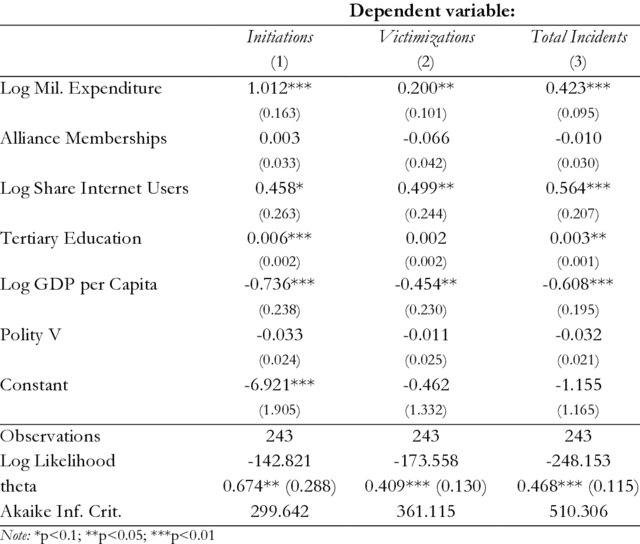 Dependent variable:
Initiations Victimizations Total Incidents
(1) (2) (3)
Log Mil. Expenditure 1.012*** 0.200** 0.423***
(0.163) (0.101) (0.095)
Alliance Memberships 0.003 -0.066 -0.010
(0.033) (0.042) (0.030)
Log Share Internet Users 0.458* 0.499** 0.564***
(0.263) (0.244) (0.207)
Tertiary Education 0.006*** 0.002 0.003**
(0.002) (0.002) (0.001)
Log GDP per Capita -0.736*** -0.454** -0.608***
(0.238) (0.230) (0.195)
Polity V -0.033 -0.011 -0.032
(0.024) (0.025) (0.021)
Constant -6.921*** -0.462 -1.155
(1.905) (1.332) (1.165)
Observations 243 243 243
Log Likelihood -142.821 -173.558 -248.153
theta 0.674** (0.288) 0.409*** (0.130) 0.468*** (0.115)
Akaike Inf. Crit. 299.642 361.115 510.306
Note: *p<0.1; **p<0.05; ***p<0.01